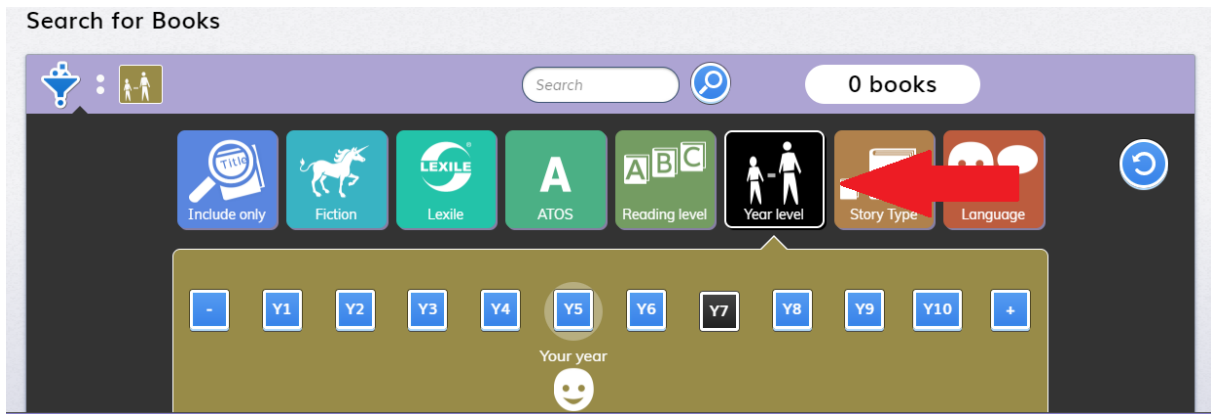 Search for Books
Search
0 books
Title
LEXILE
A
A B C
Include only
Fiction
Lexile
ATOS
Reading level
Year level
Story Type
Language
-
Y1
Y2
Y3
Y4
Y5
Y6
Y7
Y8
Y9
Y10
+
Your year